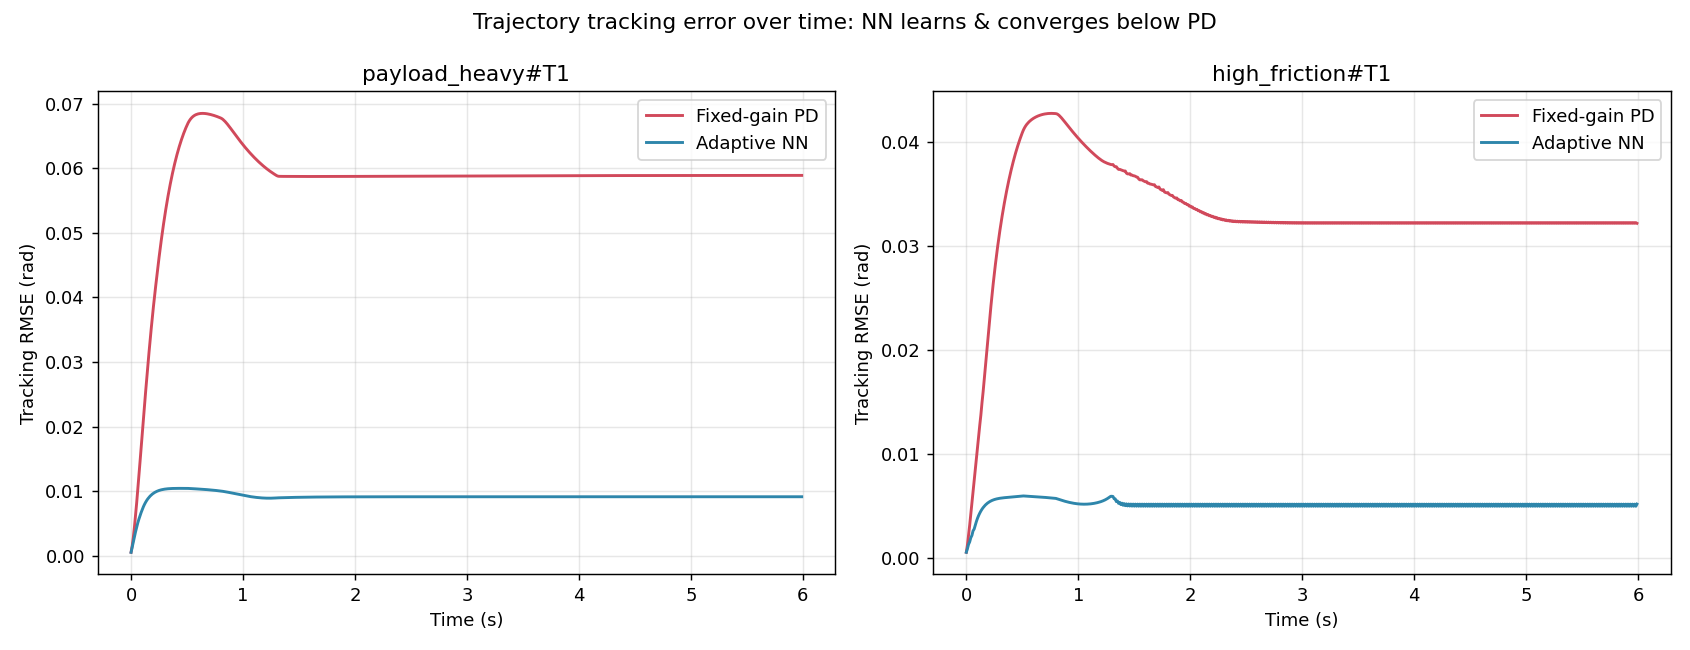 Trajectory tracking error over time: NN learns & converges below PD
payload_heavy#T1
Fixed-gain PD
Adaptive NN
Tracking RMSE (rad)
0.07
0.06
0.05
0.04
0.03
0.02
0.01
0.00
0 1 2 3 4 5 6
Time (s)
high_friction#T1
Fixed-gain PD
Adaptive NN
Tracking RMSE (rad)
0.04
0.03
0.02
0.01
0.00
0 1 2 3 4 5 6
Time (s)